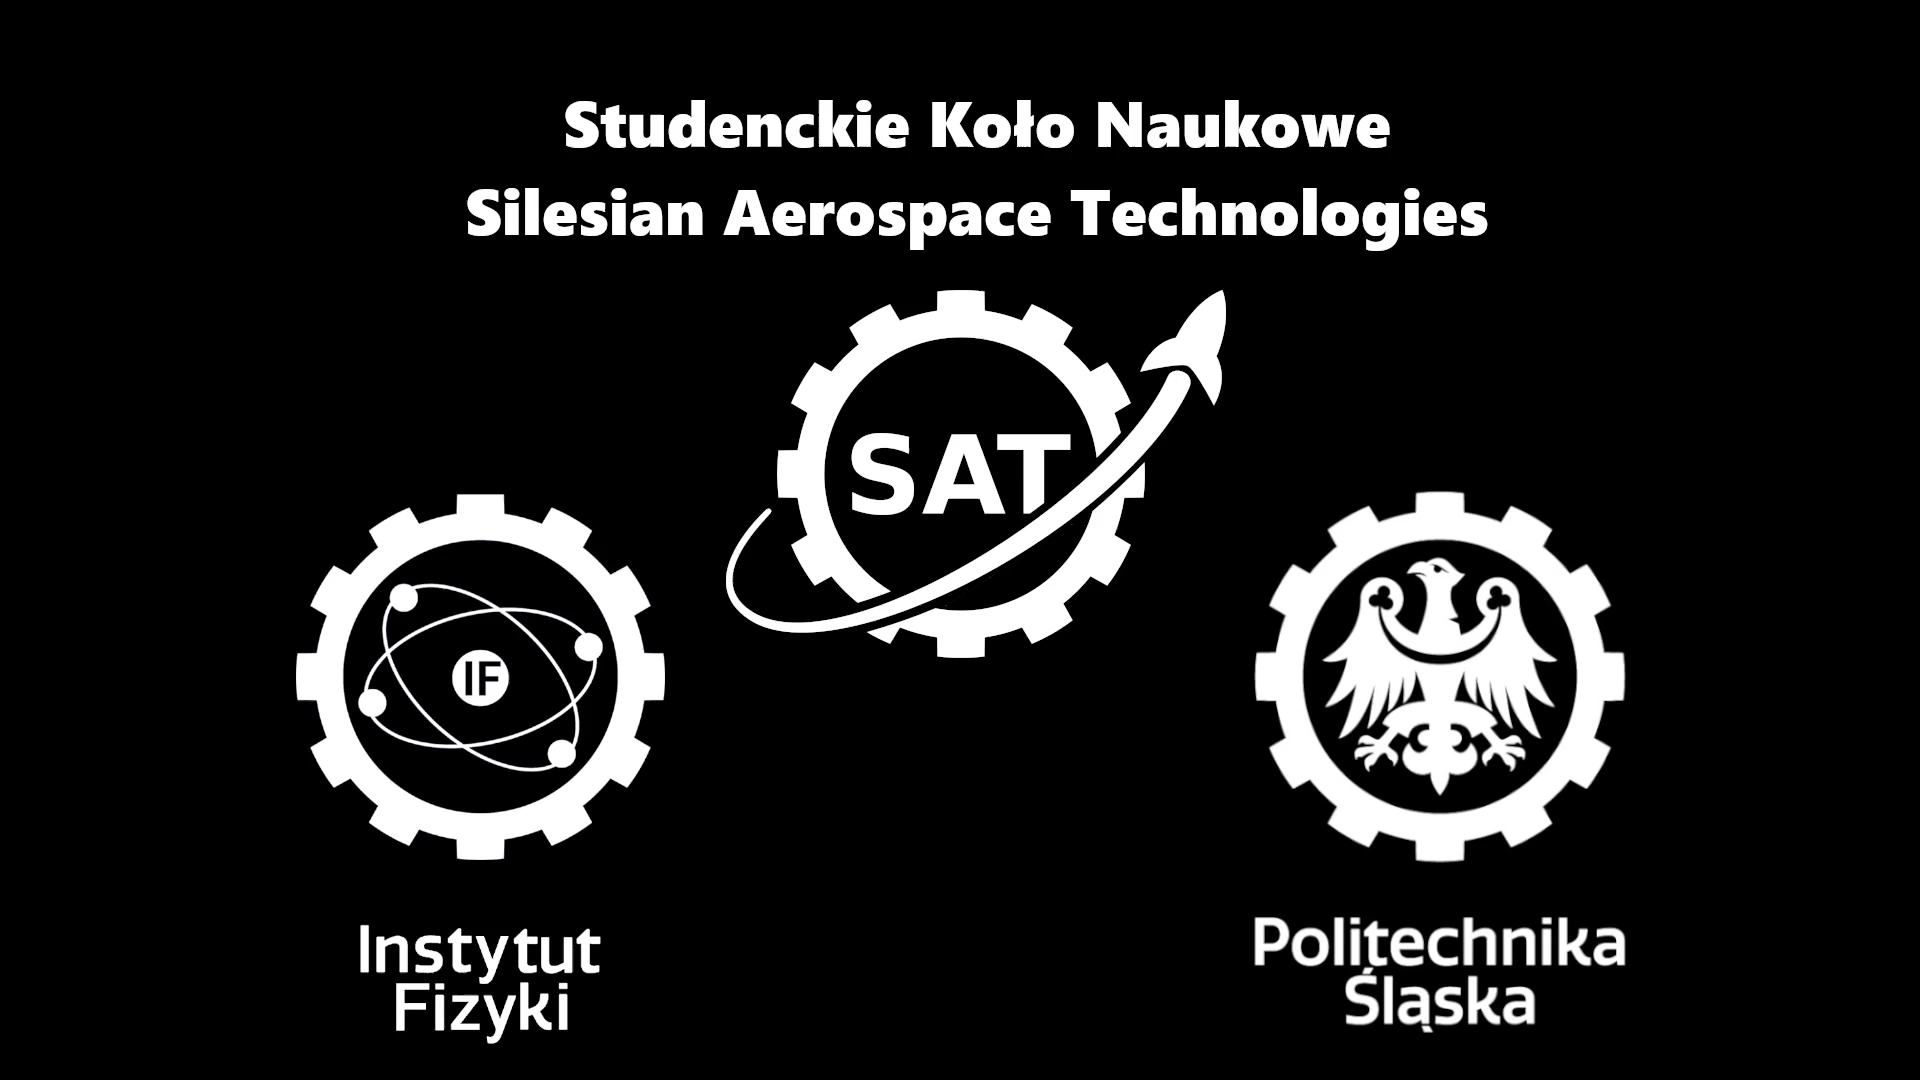 Studenckie Koło Naukowe
Silesian Aerospace Technologies
SAT
IF
Instytut
Fizyki
Politechnika
Śląska